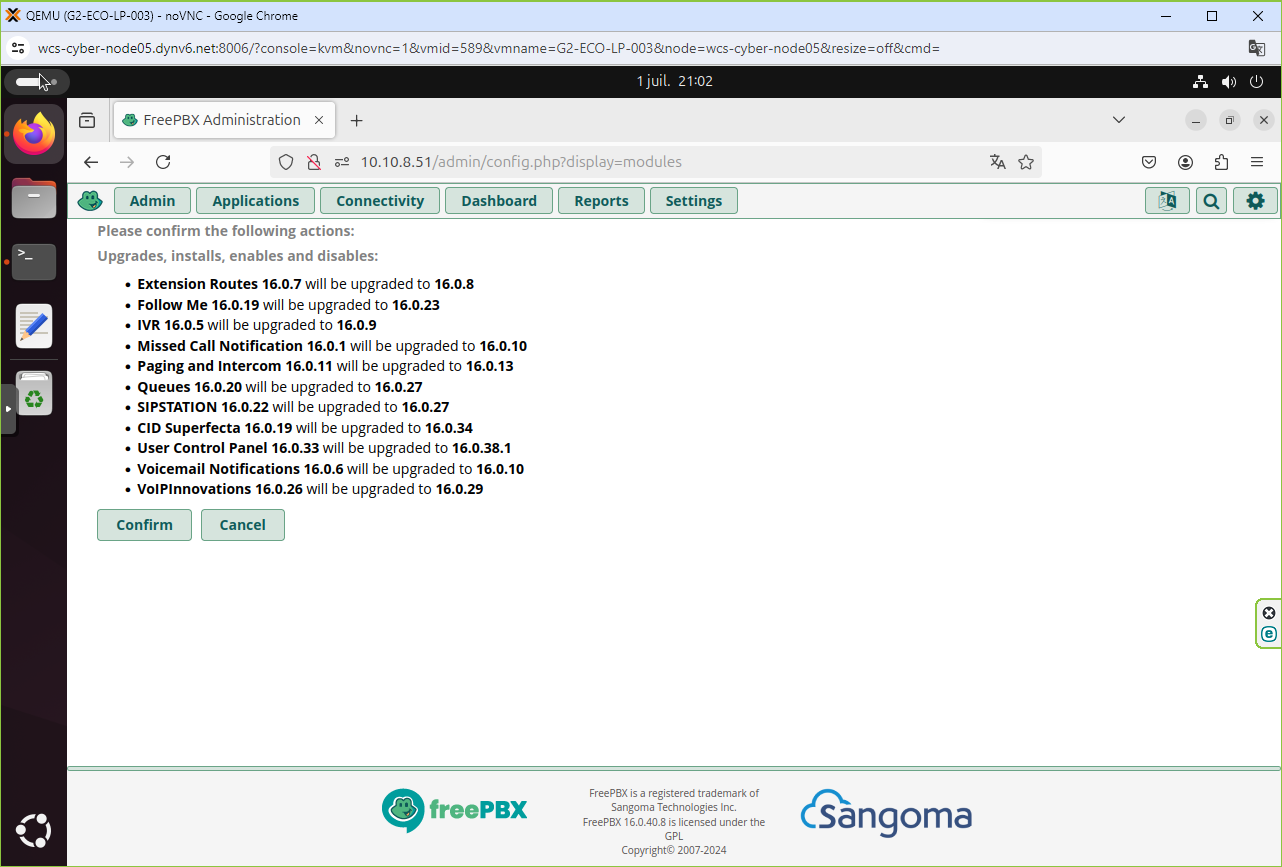 QEMU (G2-ECO-LP-003) - noVNC - Google Chrome
wcs-cyber-node05.dynv6.net:8006/?console=kvm&novnc=1&vmid=589&vmname=G2-ECO-LP-003&node=wcs-cyber-node05&resize=off&cmd=
1 juil. 21:02
FreePBX Administration
10.10.8.51/admin/config.php?display=modules
Admin
Applications
Connectivity
Dashboard
Reports
Settings
Please confirm the following actions:
Upgrades, installs, enables and disables:
Extension Routes 16.0.7 will be upgraded to 16.0.8
Follow Me 16.0.19 will be upgraded to 16.0.23
IVR 16.0.5 will be upgraded to 16.0.9
Missed Call Notification 16.0.1 will be upgraded to 16.0.10
Paging and Intercom 16.0.11 will be upgraded to 16.0.13
Queues 16.0.20 will be upgraded to 16.0.27
SIPSTATION 16.0.22 will be upgraded to 16.0.27
CID Superfecta 16.0.19 will be upgraded to 16.0.34
User Control Panel 16.0.33 will be upgraded to 16.0.38.1
Voicemail Notifications 16.0.6 will be upgraded to 16.0.10
VoIPInnovations 16.0.26 will be upgraded to 16.0.29
Confirm
Cancel
freePBX
FreePBX is a registered trademark of
Sangoma Technologies Inc.
FreePBX 16.0.40.8 is licensed under the
GPL
Copyright© 2007-2024
Sangoma